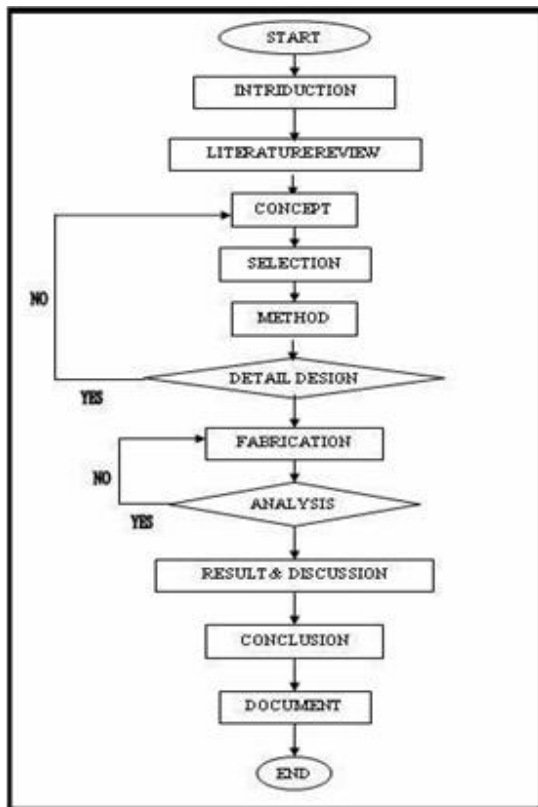 START
INTRIDUCTION
LITERATUREREVIEW
CONCEPT
SELECTION
NO
METHOD
DETAIL DESIGN
YES
FABRICATION
NO
ANALYSIS
YES
RESULT & DISCUSSION
CONCLUSION
DOCUMENT
END